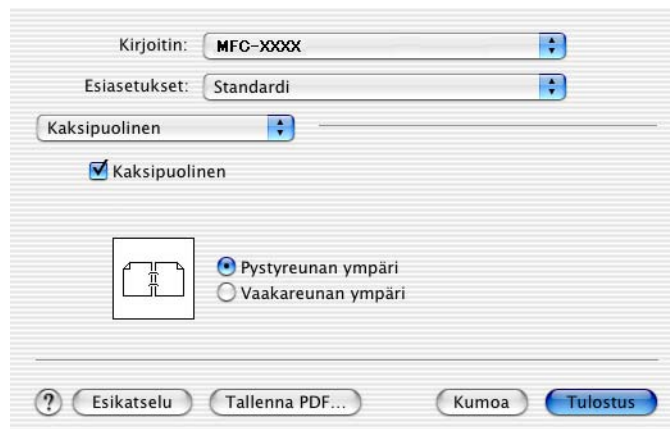 Kirjoitin: MFC-XXXX
Esiasetukset: Standardi
Kaksipuolinen
Kaksipuolinen
Pystyreunan ympäri
Vaakareunan ympäri
? Esikatselu Tallenna PDF... Kumoa Tulostus